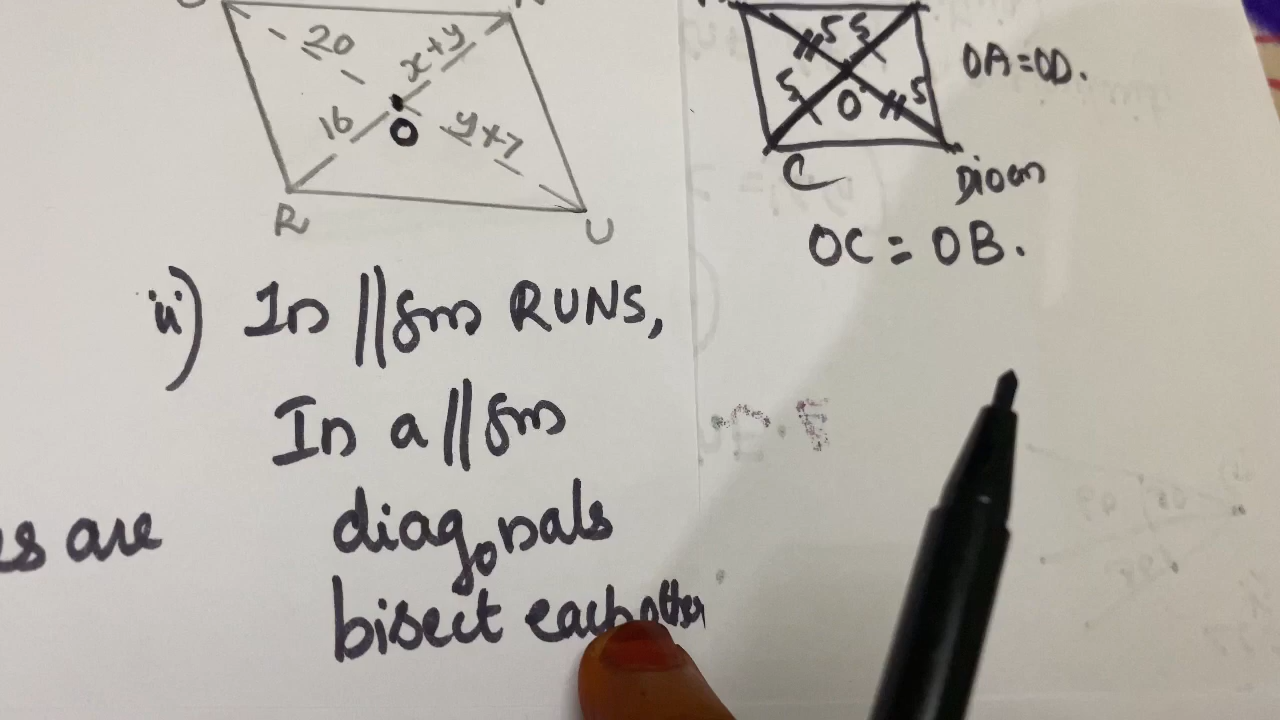 20
x+y
16
O
y+7
R
U
5 5
5 O 5
OA=OD.
C
OC = OB.
ii) In ||gm RUNS,
In a ||gm
diagonals
bisect each other
es are